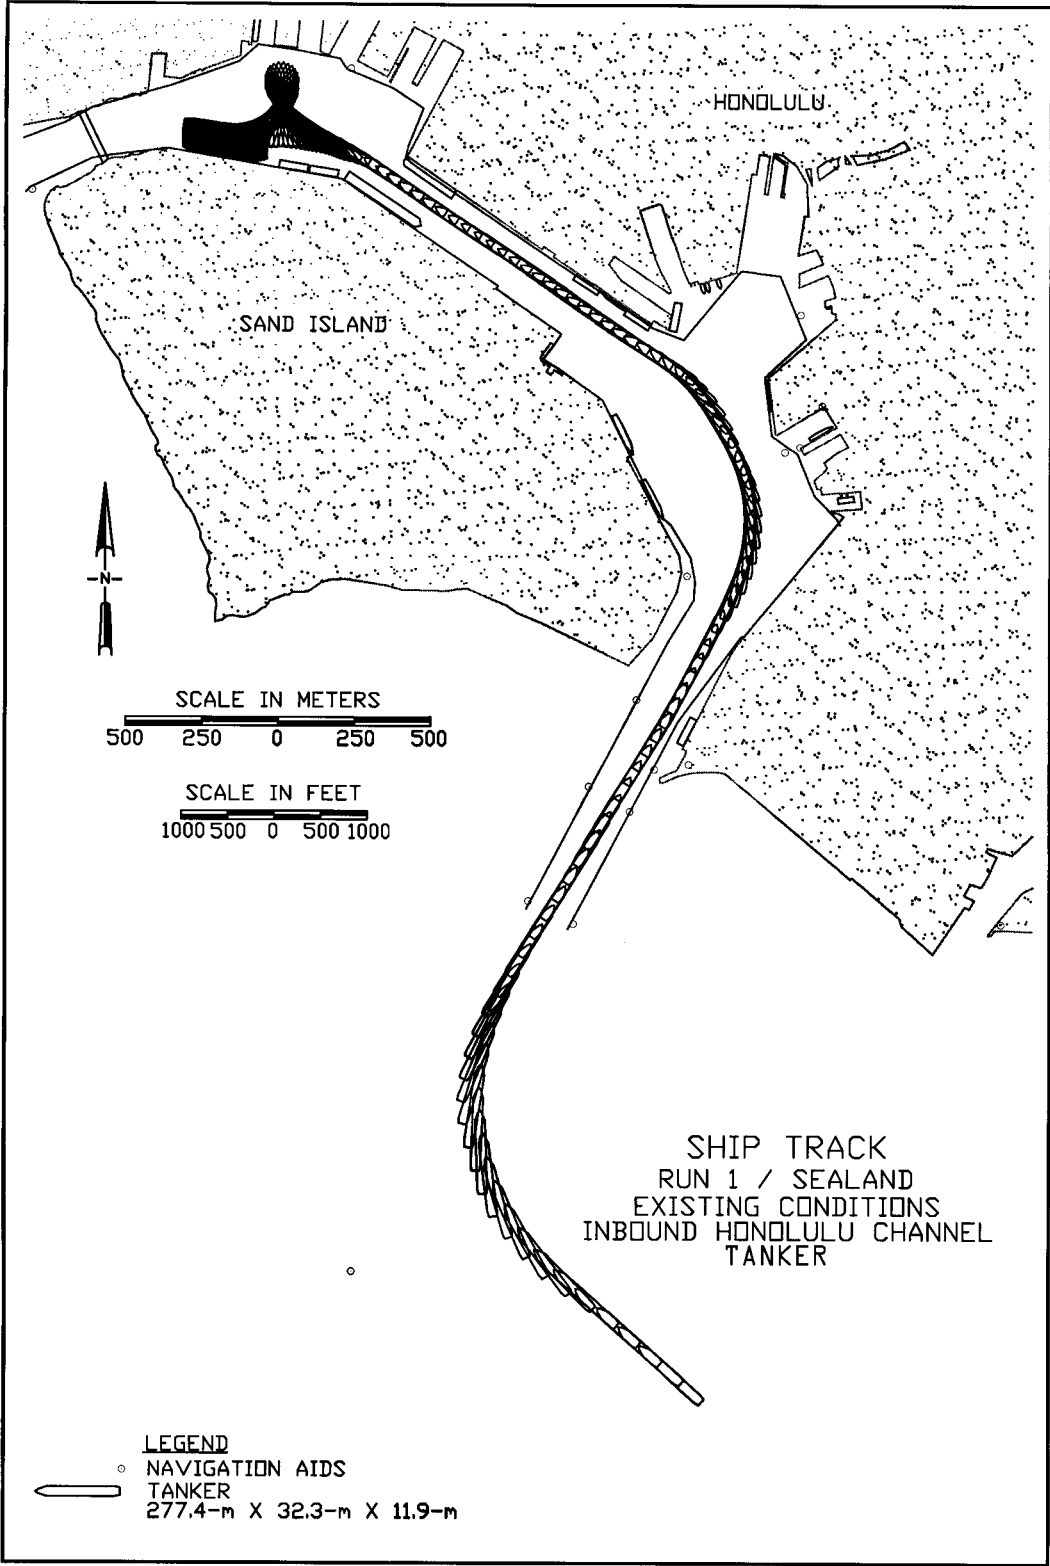 HONOLULU
SAND ISLAND
-N-
SCALE IN METERS
500 250 0 250 500
SCALE IN FEET
1000 500 0 500 1000
SHIP TRACK
RUN 1 / SEALAND
EXISTING CONDITIONS
INBOUND HONOLULU CHANNEL
TANKER
LEGEND
NAVIGATION AIDS
TANKER
277.4-m X 32.3-m X 11.9-m